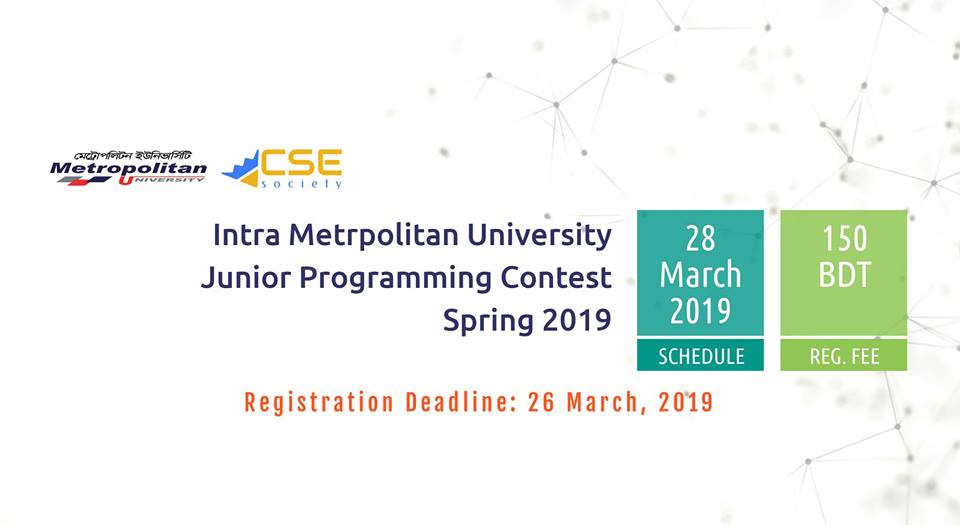 মেট্রোপলিটন ইউনিভার্সিটি
Metropolitan
UNIVERSITY
CSE
society
Intra Metrpolitan University
Junior Programming Contest
Spring 2019
28
March
2019
SCHEDULE
150
BDT
REG. FEE
Registration Deadline: 26 March, 2019